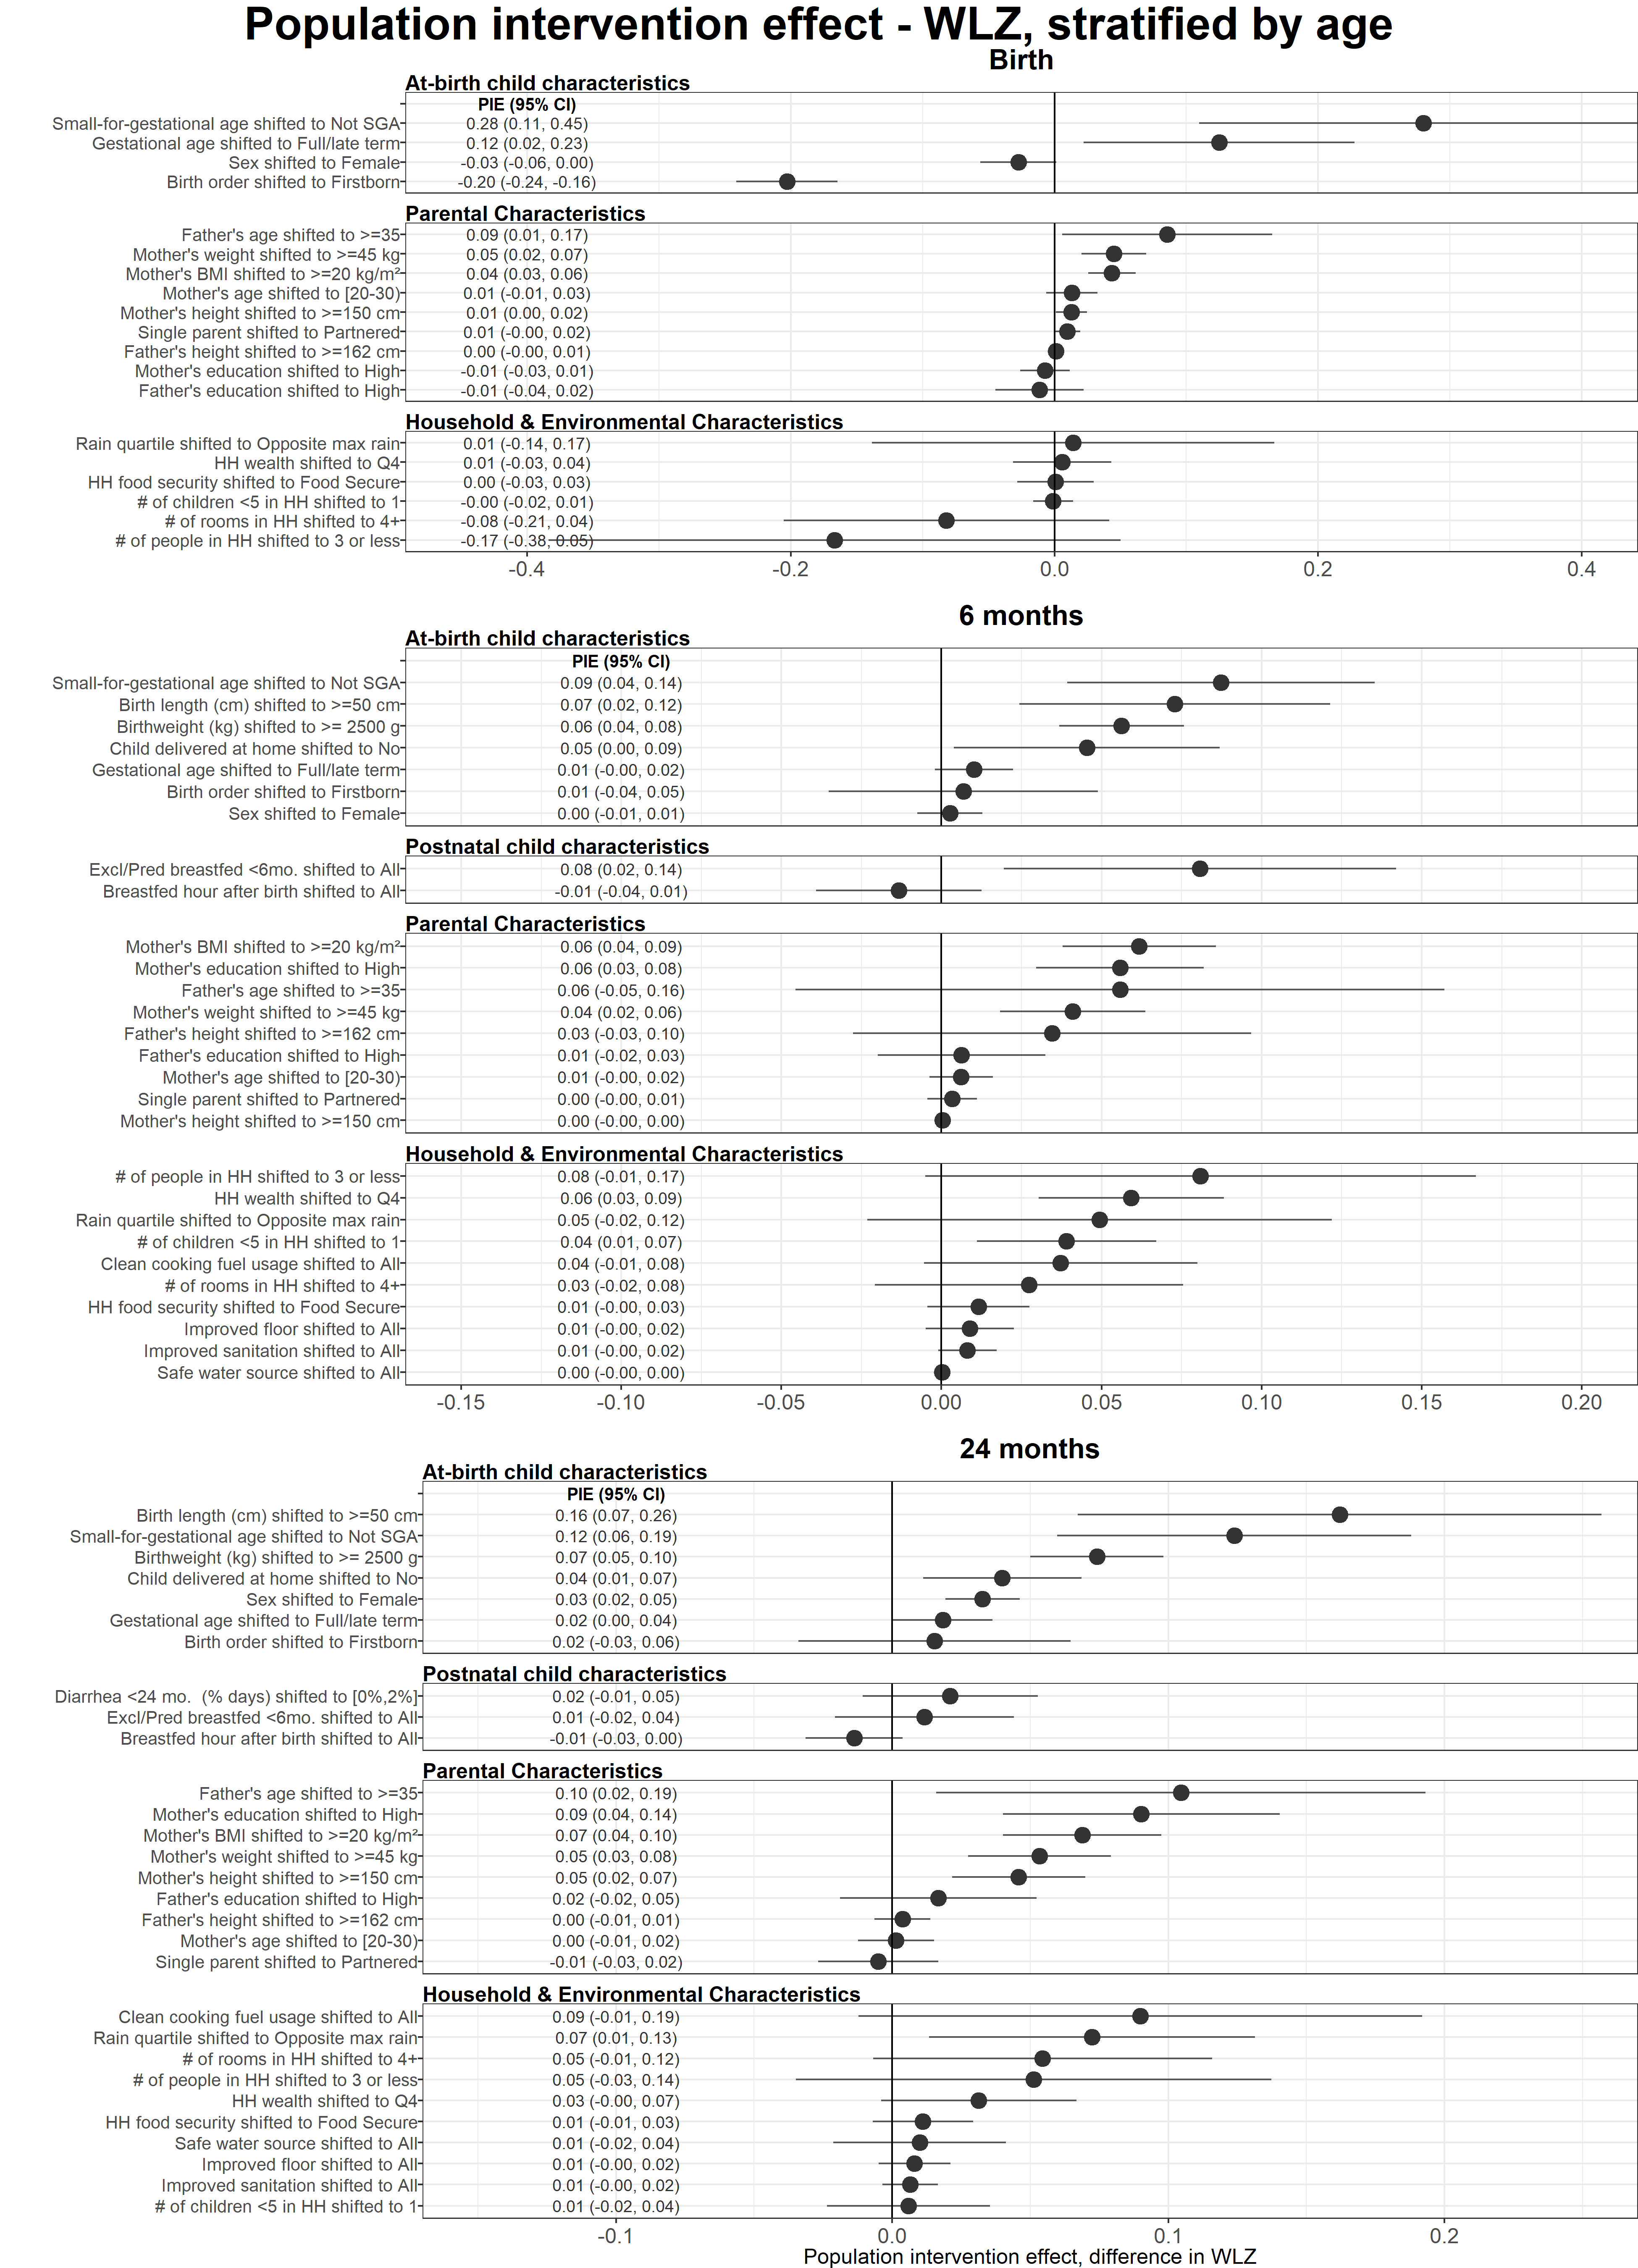 Population intervention effect - WLZ, stratified by age
Birth
At-birth child characteristics
PIE (95% CI)
Small-for-gestational age shifted to Not SGA 0.28 (0.11, 0.45)
Gestational age shifted to Full/late term 0.12 (0.02, 0.23)
Sex shifted to Female -0.03 (-0.06, 0.00)
Birth order shifted to Firstborn -0.20 (-0.24, -0.16)
Parental Characteristics
Father's age shifted to >=35 0.09 (0.01, 0.17)
Mother's weight shifted to >=45 kg 0.05 (0.02, 0.07)
Mother's BMI shifted to >=20 kg/m² 0.04 (0.03, 0.06)
Mother's age shifted to [20-30) 0.01 (-0.01, 0.03)
Mother's height shifted to >=150 cm 0.01 (0.00, 0.02)
Single parent shifted to Partnered 0.01 (-0.00, 0.02)
Father's height shifted to >=162 cm 0.00 (-0.00, 0.01)
Mother's education shifted to High -0.01 (-0.03, 0.01)
Father's education shifted to High -0.01 (-0.04, 0.02)
Household & Environmental Characteristics
Rain quartile shifted to Opposite max rain 0.01 (-0.14, 0.17)
HH wealth shifted to Q4 0.01 (-0.03, 0.04)
HH food security shifted to Food Secure 0.00 (-0.03, 0.03)
# of children <5 in HH shifted to 1 -0.00 (-0.02, 0.01)
# of rooms in HH shifted to 4+ -0.08 (-0.21, 0.04)
# of people in HH shifted to 3 or less -0.17 (-0.38, 0.05)
-0.4 -0.2 0.0 0.2 0.4
6 months
At-birth child characteristics
PIE (95% CI)
Small-for-gestational age shifted to Not SGA 0.09 (0.04, 0.14)
Birth length (cm) shifted to >=50 cm 0.07 (0.02, 0.12)
Birthweight (kg) shifted to >= 2500 g 0.06 (0.04, 0.08)
Child delivered at home shifted to No 0.05 (0.00, 0.09)
Gestational age shifted to Full/late term 0.01 (-0.00, 0.02)
Birth order shifted to Firstborn 0.01 (-0.04, 0.05)
Sex shifted to Female 0.00 (-0.01, 0.01)
Postnatal child characteristics
Excl/Pred breastfed <6mo. shifted to All 0.08 (0.02, 0.14)
Breastfed hour after birth shifted to All -0.01 (-0.04, 0.01)
Parental Characteristics
Mother's BMI shifted to >=20 kg/m² 0.06 (0.04, 0.09)
Mother's education shifted to High 0.06 (0.03, 0.08)
Father's age shifted to >=35 0.06 (-0.05, 0.16)
Mother's weight shifted to >=45 kg 0.04 (0.02, 0.06)
Father's height shifted to >=162 cm 0.03 (-0.03, 0.10)
Father's education shifted to High 0.01 (-0.02, 0.03)
Mother's age shifted to [20-30) 0.01 (-0.00, 0.02)
Single parent shifted to Partnered 0.00 (-0.00, 0.01)
Mother's height shifted to >=150 cm 0.00 (-0.00, 0.00)
Household & Environmental Characteristics
# of people in HH shifted to 3 or less 0.08 (-0.01, 0.17)
HH wealth shifted to Q4 0.06 (0.03, 0.09)
Rain quartile shifted to Opposite max rain 0.05 (-0.02, 0.12)
# of children <5 in HH shifted to 1 0.04 (0.01, 0.07)
Clean cooking fuel usage shifted to All 0.04 (-0.01, 0.08)
# of rooms in HH shifted to 4+ 0.03 (-0.02, 0.08)
HH food security shifted to Food Secure 0.01 (-0.00, 0.03)
Improved floor shifted to All 0.01 (-0.00, 0.02)
Improved sanitation shifted to All 0.01 (-0.00, 0.02)
Safe water source shifted to All 0.00 (-0.00, 0.00)
-0.15 -0.10 -0.05 0.00 0.05 0.10 0.15 0.20
24 months
At-birth child characteristics
PIE (95% CI)
Birth length (cm) shifted to >=50 cm 0.16 (0.07, 0.26)
Small-for-gestational age shifted to Not SGA 0.12 (0.06, 0.19)
Birthweight (kg) shifted to >= 2500 g 0.07 (0.05, 0.10)
Child delivered at home shifted to No 0.04 (0.01, 0.07)
Sex shifted to Female 0.03 (0.02, 0.05)
Gestational age shifted to Full/late term 0.02 (0.00, 0.04)
Birth order shifted to Firstborn 0.02 (-0.03, 0.06)
Postnatal child characteristics
Diarrhea <24 mo. (% days) shifted to [0%,2%] 0.02 (-0.01, 0.05)
Excl/Pred breastfed <6mo. shifted to All 0.01 (-0.02, 0.04)
Breastfed hour after birth shifted to All -0.01 (-0.03, 0.00)
Parental Characteristics
Father's age shifted to >=35 0.10 (0.02, 0.19)
Mother's education shifted to High 0.09 (0.04, 0.14)
Mother's BMI shifted to >=20 kg/m² 0.07 (0.04, 0.10)
Mother's weight shifted to >=45 kg 0.05 (0.03, 0.08)
Mother's height shifted to >=150 cm 0.05 (0.02, 0.07)
Father's education shifted to High 0.02 (-0.02, 0.05)
Father's height shifted to >=162 cm 0.00 (-0.01, 0.01)
Mother's age shifted to [20-30) 0.00 (-0.01, 0.02)
Single parent shifted to Partnered -0.01 (-0.03, 0.02)
Household & Environmental Characteristics
Clean cooking fuel usage shifted to All 0.09 (-0.01, 0.19)
Rain quartile shifted to Opposite max rain 0.07 (0.01, 0.13)
# of rooms in HH shifted to 4+ 0.05 (-0.01, 0.12)
# of people in HH shifted to 3 or less 0.05 (-0.03, 0.14)
HH wealth shifted to Q4 0.03 (-0.00, 0.07)
HH food security shifted to Food Secure 0.01 (-0.01, 0.03)
Safe water source shifted to All 0.01 (-0.02, 0.04)
Improved floor shifted to All 0.01 (-0.00, 0.02)
Improved sanitation shifted to All 0.01 (-0.00, 0.02)
# of children <5 in HH shifted to 1 0.01 (-0.02, 0.04)
-0.1 0.0 0.1 0.2
Population intervention effect, difference in WLZ